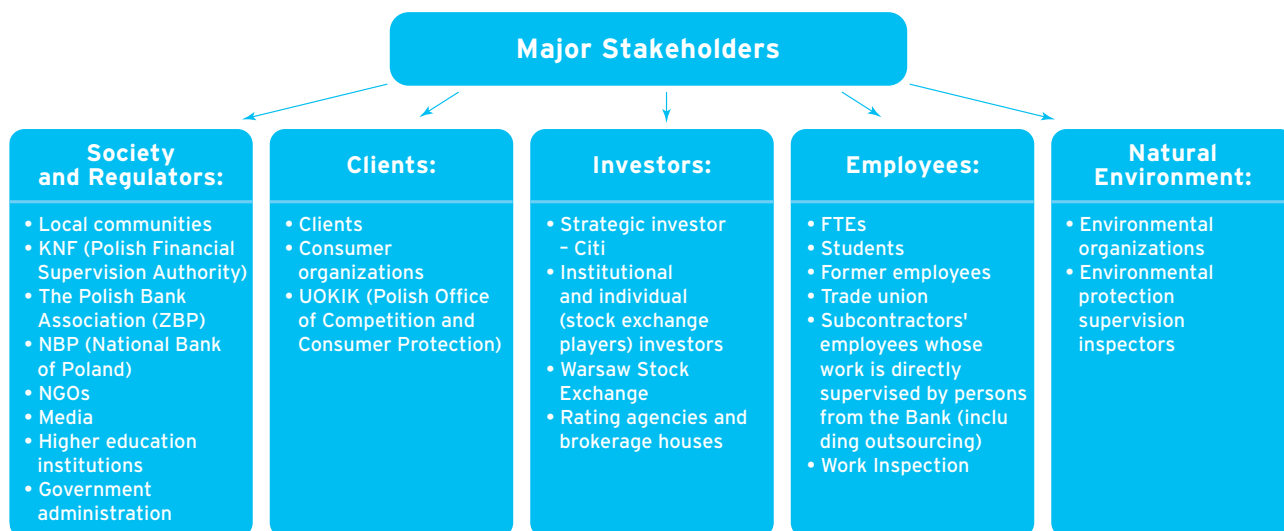 Major Stakeholders
Society
and Regulators:
• Local communities
• KNF (Polish Financial
Supervision Authority)
• The Polish Bank
Association (ZBP)
• NBP (National Bank
of Poland)
• NGOs
• Media
• Higher education
institutions
• Government
administration
Clients:
• Clients
• Consumer
organizations
• UOKIK (Polish Office
of Competition and
Consumer Protection)
Investors:
• Strategic investor
– Citi
• Institutional
and individual
(stock exchange
players) investors
• Warsaw Stock
Exchange
• Rating agencies and
brokerage houses
Employees:
• FTEs
• Students
• Former employees
• Trade union
• Subcontractors'
employees whose
work is directly
supervised by persons
from the Bank (inclu
ding outsourcing)
• Work Inspection
Natural
Environment:
• Environmental
organizations
• Environmental
protection
supervision
inspectors